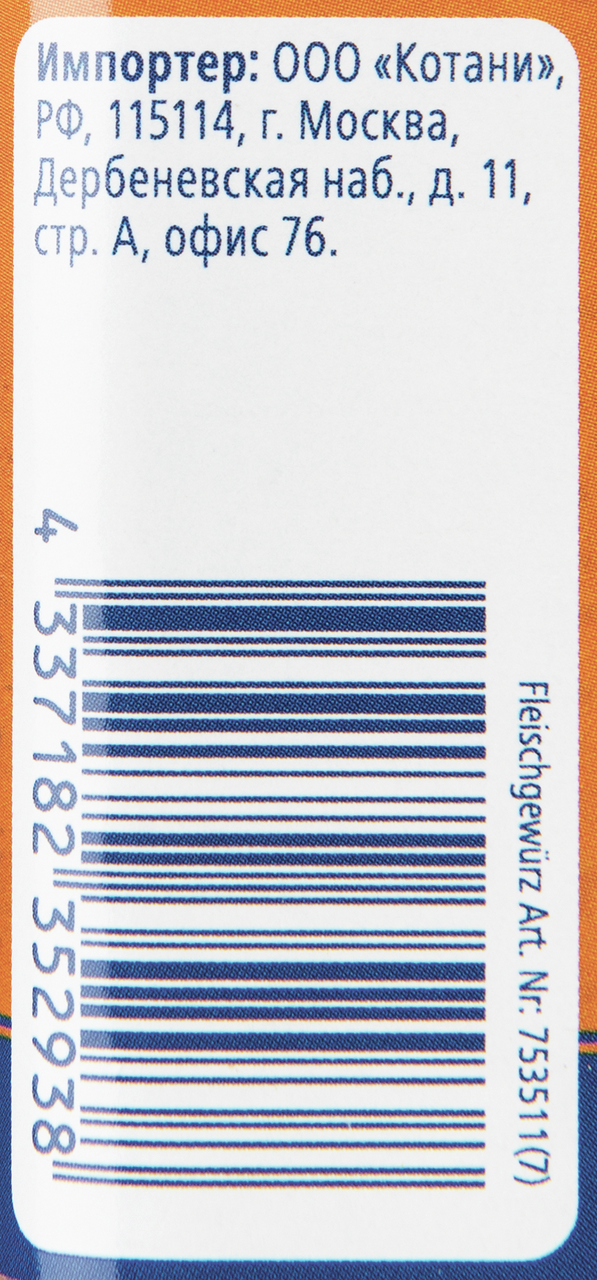 Импортер: ООО «Котани»,
РФ, 115114, г. Москва,
Дербеневская наб., д. 11,
стр. А, офис 76.
4 337182 352938
Fleischgewürz Art. Nr: 753511(7)